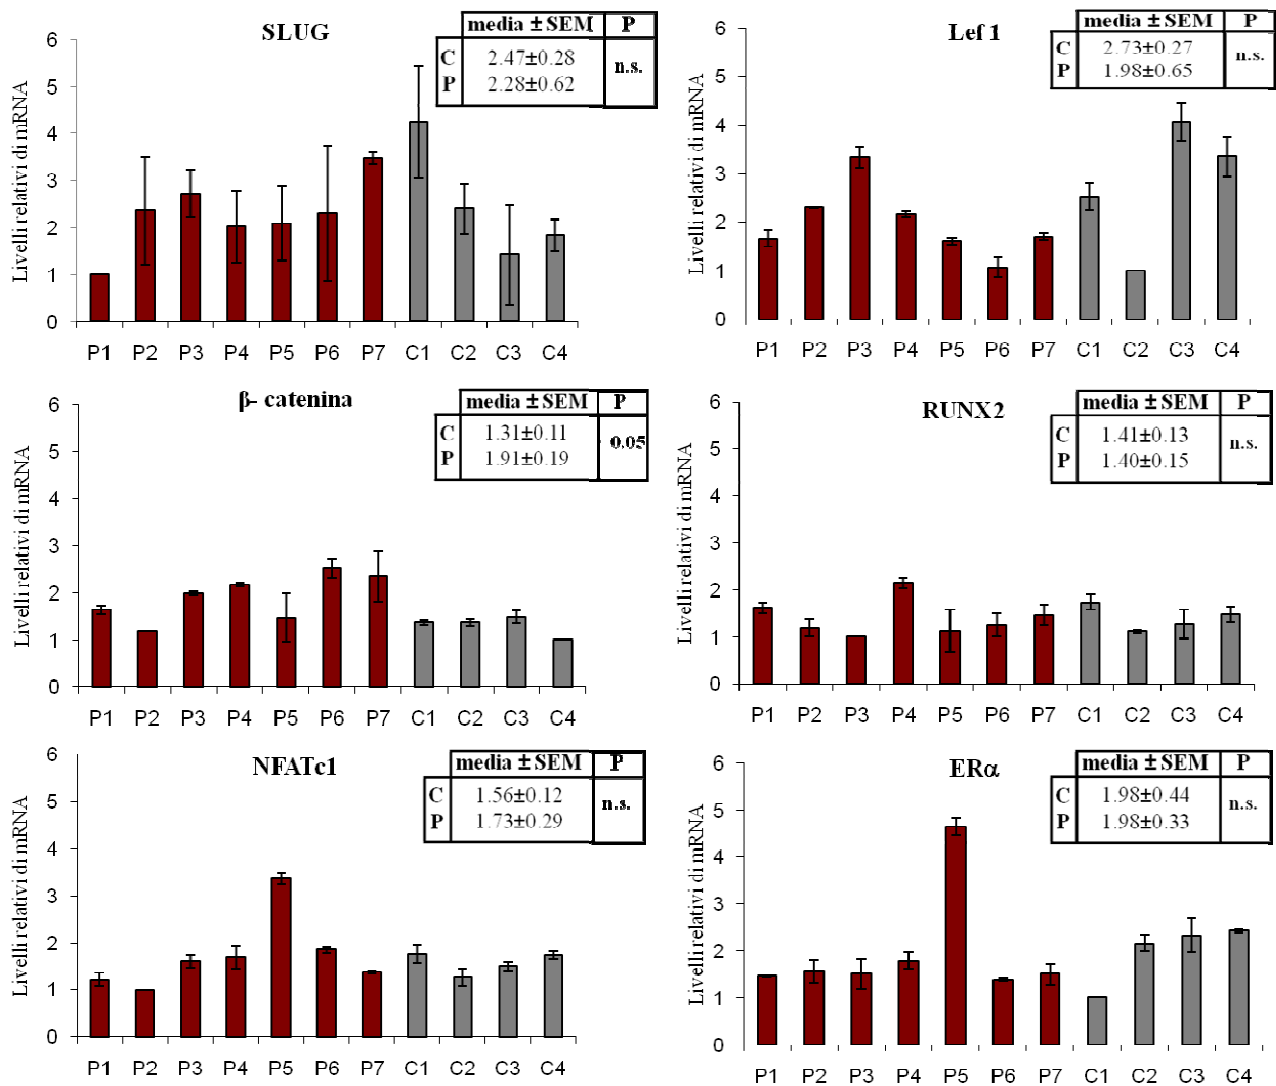 SLUG
media ± SEM P
C 2.47±0.28 n.s.
P 2.28±0.62
Livelli relativi di mRNA
6
5
4
3
2
1
0
P1 P2 P3 P4 P5 P6 P7 C1 C2 C3 C4
Lef 1
media ± SEM P
C 2.73±0.27 n.s.
P 1.98±0.65
Livelli relativi di mRNA
6
5
4
3
2
1
0
P1 P2 P3 P4 P5 P6 P7 C1 C2 C3 C4
β- catenina
media ± SEM P
C 1.31±0.11 0.05
P 1.91±0.19
Livelli relativi di mRNA
6
5
4
3
2
1
0
P1 P2 P3 P4 P5 P6 P7 C1 C2 C3 C4
RUNX2
media ± SEM P
C 1.41±0.13 n.s.
P 1.40±0.15
Livelli relativi di mRNA
6
5
4
3
2
1
0
P1 P2 P3 P4 P5 P6 P7 C1 C2 C3 C4
NFATc1
media ± SEM P
C 1.56±0.12 n.s.
P 1.73±0.29
Livelli relativi di mRNA
6
5
4
3
2
1
0
P1 P2 P3 P4 P5 P6 P7 C1 C2 C3 C4
ERα
media ± SEM P
C 1.98±0.44 n.s.
P 1.98±0.33
Livelli relativi di mRNA
6
5
4
3
2
1
0
P1 P2 P3 P4 P5 P6 P7 C1 C2 C3 C4